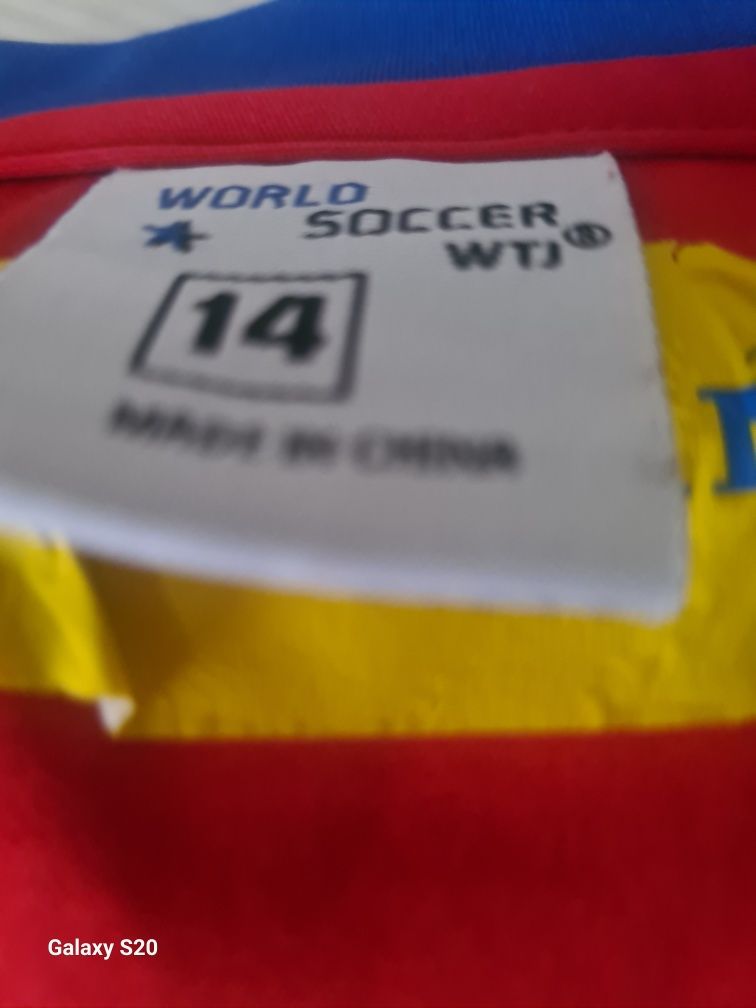 WORLD
SOCCER
WTJ®
14
MADE IN CHINA
Galaxy S20